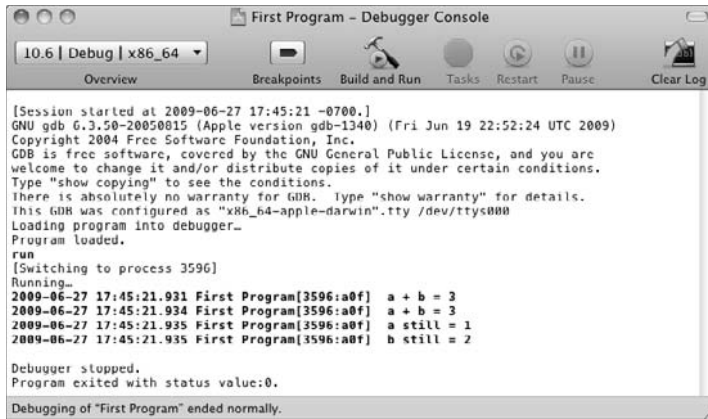 First Program – Debugger Console
10.6 | Debug | x86_64
Overview
Breakpoints
Build and Run
Tasks
Restart
Pause
Clear Log
[Session started at 2009-06-27 17:45:21 -0700.]
GNU gdb 6.3.50-20050815 (Apple version gdb-1340) (Fri Jun 19 22:52:24 UTC 2009)
Copyright 2004 Free Software Foundation, Inc.
GDB is free software, covered by the GNU General Public License, and you are
welcome to change it and/or distribute copies of it under certain conditions.
Type "show copying" to see the conditions.
There is absolutely no warranty for GDB.  Type "show warranty" for details.
This GDB was configured as "x86_64-apple-darwin".tty /dev/ttys000
Loading program into debugger…
Program loaded.
run
[Switching to process 3596]
Running…
2009-06-27 17:45:21.931 First Program[3596:a0f]  a + b = 3
2009-06-27 17:45:21.934 First Program[3596:a0f]  a + b = 3
2009-06-27 17:45:21.935 First Program[3596:a0f]  a still = 1
2009-06-27 17:45:21.935 First Program[3596:a0f]  b still = 2
Debugger stopped.
Program exited with status value:0.
Debugging of "First Program" ended normally.